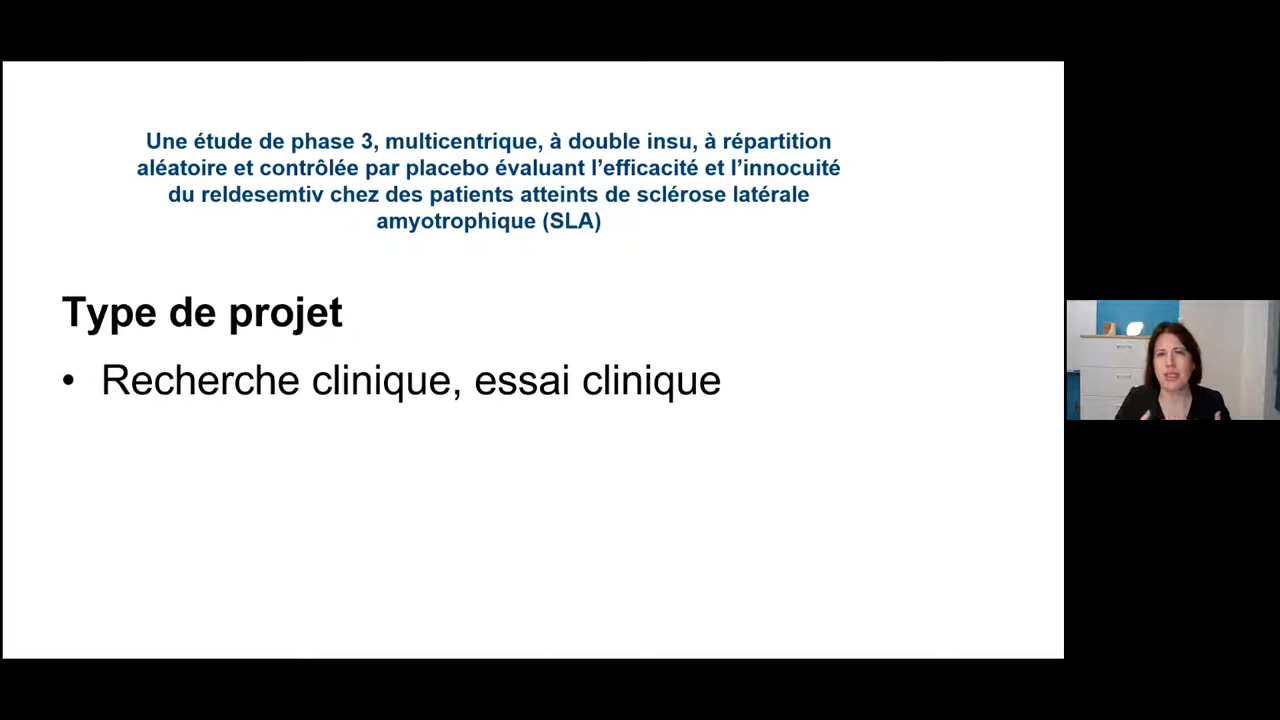 Une étude de phase 3, multicentrique, à double insu, à répartition
aléatoire et contrôlée par placebo évaluant l’efficacité et l’innocuité
du reldesemtiv chez des patients atteints de sclérose latérale
amyotrophique (SLA)
Type de projet
• Recherche clinique, essai clinique